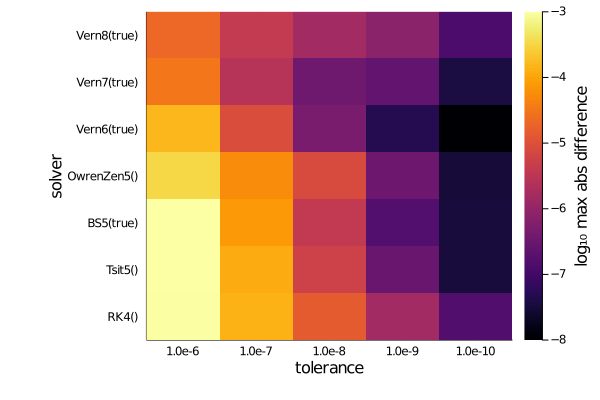 Vern8(true)
Vern7(true)
Vern6(true)
OwrenZen5()
BS5(true)
Tsit5()
RK4()
solver
1.0e-6 1.0e-7 1.0e-8 1.0e-9 1.0e-10
tolerance
−3
−4
−5
−6
−7
−8
log₁₀ max abs difference